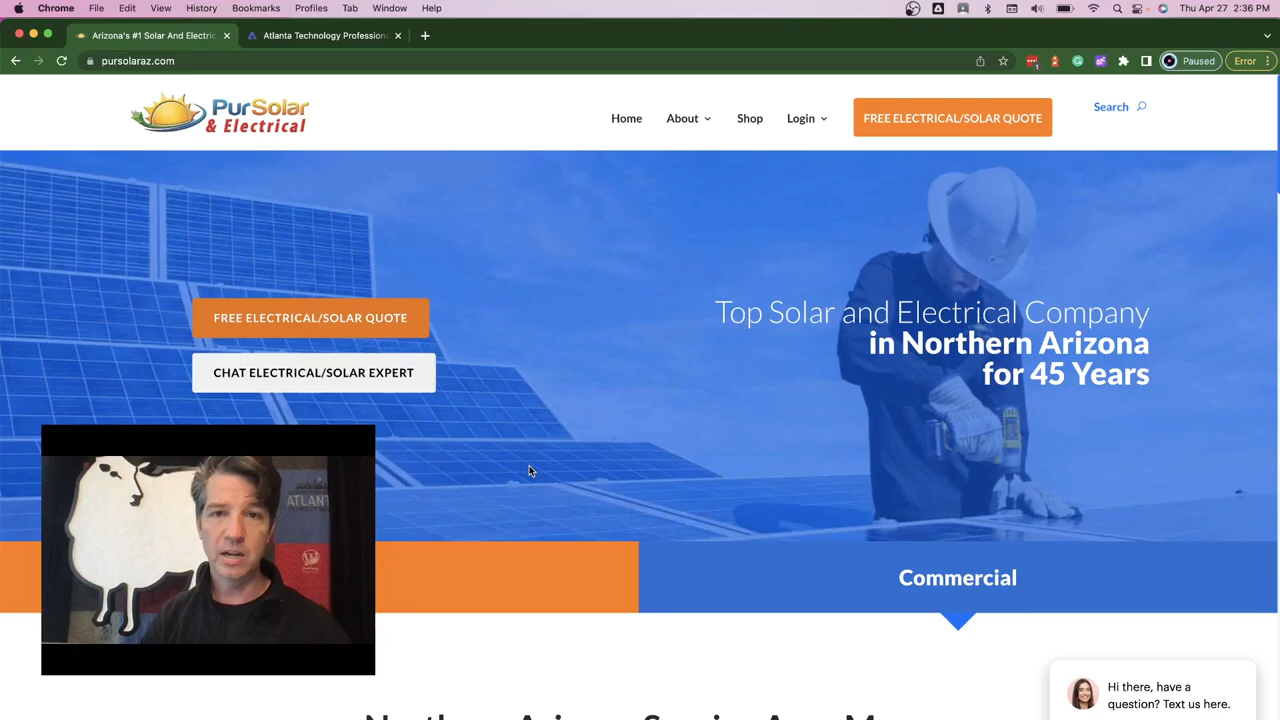 Chrome File Edit View History Bookmarks Profiles Tab Window Help
Thu Apr 27 2:36 PM
Arizona's #1 Solar And Electric
Atlanta Technology Profession
pursolaraz.com
Paused
Error
PurSolar
& Electrical
Home
About
Shop
Login
FREE ELECTRICAL/SOLAR QUOTE
Search
FREE ELECTRICAL/SOLAR QUOTE
CHAT ELECTRICAL/SOLAR EXPERT
Top Solar and Electrical Company
in Northern Arizona
for 45 Years
ATLANT
Commercial
Hi there, have a
question? Text us here.